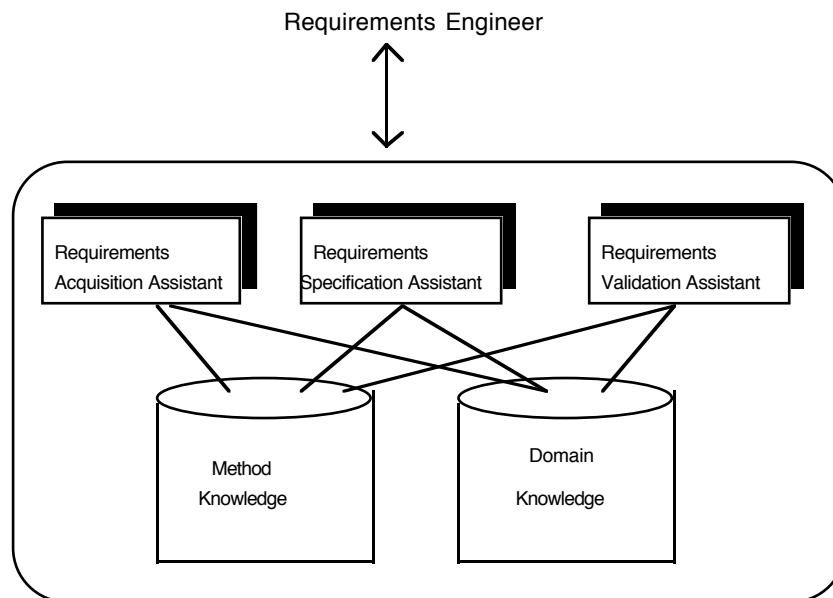 Requirements Engineer
Requirements
Acquisition Assistant
Requirements
Specification Assistant
Requirements
Validation Assistant
Method
Knowledge
Domain
Knowledge